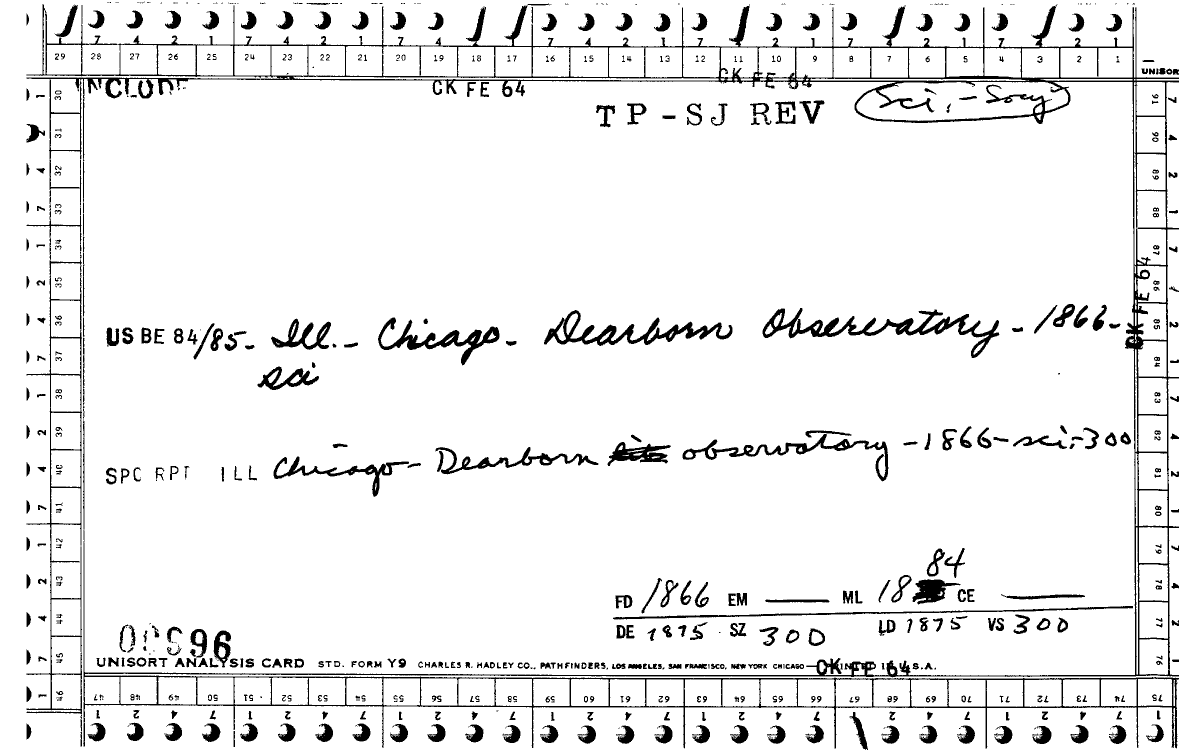 7 4 2 1 7 4 2 1 7 4 2 1 7 4 2 1 7 4 2 1 7 4 2 1 7 4 2 1
29 28 27 26 25 24 23 22 21 20 19 18 17 16 15 14 13 12 11 10 9 8 7 6 5 4 3 2 1
UNISOR
INCLUDE CK FE 64 CK FE 64
TP-SJ REV Sci.-Socy
CK FE 64
US BE 84/85- Ill. - Chicago - Dearborn Observatory - 1866-
sci
SPC RPT ILL Chicago - Dearborn observatory -1866-sci,-300
84
FD 1866 EM — ML 18 CE —
DE 1875 SZ 300 LD 1875 VS 300
96
UNISORT ANALYSIS CARD STD. FORM Y9 CHARLES R. HADLEY CO., PATHFINDERS, LOS ANGELES, SAN FRANCISCO, NEW YORK CHICAGO PRINTED IN U.S.A.
CK FE 64
30 31 32 33 34 35 36 37 38 39 40 41 42 43 44 45 46
91 90 89 88 87 86 85 84 83 82 81 80 79 78 77 76
47 48 49 50 51 52 53 54 55 56 57 58 59 60 61 62 63 64 65 66 67 68 69 70 71 72 73 74 75
1 2 4 7 1 2 4 7 1 2 4 7 1 2 4 7 1 2 4 7 1 2 4 7 1 2 4 7 1